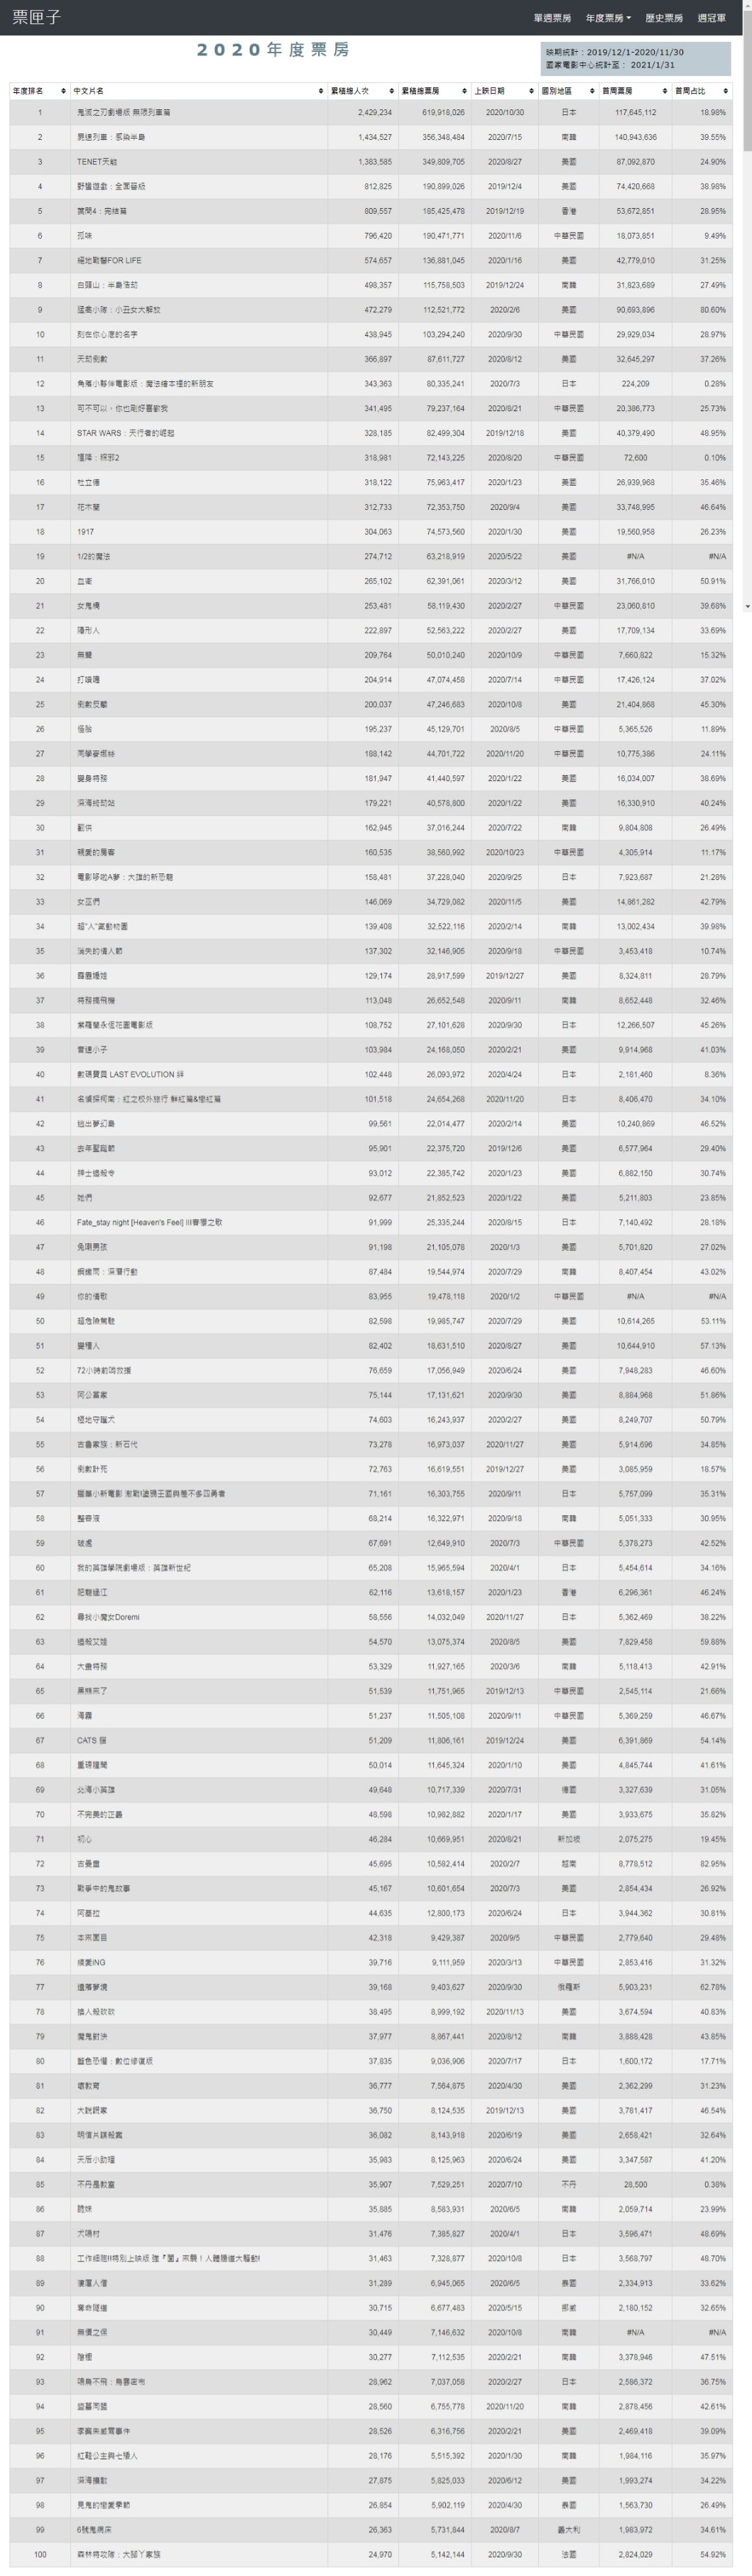 票匣子
單週票房 年度票房 歷史票房 週冠軍
2020年度票房
映期統計：2019/12/1-2020/11/30
國家電影中心統計至： 2021/1/31
年度排名 中文片名 累積總人次 累積總票房 上映日期 國別地區 首周票房 首周占比
1 鬼滅之刃劇場版 無限列車篇 2,429,234 619,918,026 2020/10/30 日本 117,645,112 18.98%
2 屍速列車：感染半島 1,434,527 356,348,484 2020/7/15 南韓 140,943,636 39.55%
3 TENET天能 1,383,585 349,809,705 2020/8/27 美國 87,092,870 24.90%
4 野蠻遊戲：全面晉級 812,825 190,899,026 2019/12/4 美國 74,420,668 38.98%
5 葉問4：完結篇 809,557 185,425,478 2019/12/19 香港 53,672,851 28.95%
6 孤味 796,420 190,471,771 2020/11/6 中華民國 18,073,851 9.49%
7 絕地戰警FOR LIFE 574,657 136,881,045 2020/1/16 美國 42,779,010 31.25%
8 白頭山：半島浩劫 498,357 115,758,503 2019/12/24 南韓 31,823,689 27.49%
9 猛禽小隊：小丑女大解放 472,279 112,521,772 2020/2/6 美國 90,693,896 80.60%
10 刻在你心底的名字 438,945 103,294,240 2020/9/30 中華民國 29,929,034 28.97%
11 天劫倒數 366,897 87,611,727 2020/8/12 美國 32,645,297 37.26%
12 角落小夥伴電影版：魔法繪本裡的新朋友 343,363 80,335,241 2020/7/3 日本 224,209 0.28%
13 可不可以，你也剛好喜歡我 341,495 79,237,164 2020/8/21 中華民國 20,386,773 25.73%
14 STAR WARS：天行者的崛起 328,185 82,499,304 2019/12/18 美國 40,379,490 48.95%
15 馗降：粽邪2 318,981 72,143,225 2020/8/20 中華民國 72,600 0.10%
16 杜立德 318,122 75,963,417 2020/1/23 美國 26,939,968 35.46%
17 花木蘭 312,733 72,353,750 2020/9/4 美國 33,748,995 46.64%
18 1917 304,063 74,573,560 2020/1/30 美國 19,560,958 26.23%
19 1/2的魔法 274,712 63,218,919 2020/5/22 美國 #N/A #N/A
20 血衛 265,102 62,391,061 2020/3/12 美國 31,766,010 50.91%
21 女鬼橋 253,481 58,119,430 2020/2/27 中華民國 23,060,810 39.68%
22 隱形人 222,897 52,563,222 2020/2/27 美國 17,709,134 33.69%
23 無聲 209,764 50,010,240 2020/10/9 中華民國 7,660,822 15.32%
24 打噴嚏 204,914 47,074,458 2020/7/14 中華民國 17,426,124 37.02%
25 倒數反擊 200,037 47,246,683 2020/10/8 美國 21,404,868 45.30%
26 怪胎 195,237 45,129,701 2020/8/5 中華民國 5,365,526 11.89%
27 同學麥娜絲 188,142 44,701,722 2020/11/20 中華民國 10,775,386 24.11%
28 變身特務 181,947 41,440,597 2020/1/22 美國 16,034,007 38.69%
29 深海終劫站 179,221 40,578,800 2020/1/22 美國 16,330,910 40.24%
30 翻供 162,945 37,016,244 2020/7/22 南韓 9,804,808 26.49%
31 親愛的房客 160,535 38,560,992 2020/10/23 中華民國 4,305,914 11.17%
32 電影哆啦A夢：大雄的新恐龍 158,481 37,228,040 2020/9/25 日本 7,923,687 21.28%
33 女巫們 146,069 34,729,082 2020/11/5 美國 14,861,282 42.79%
34 超"人"氣動物園 139,408 32,522,116 2020/2/14 南韓 13,002,434 39.98%
35 消失的情人節 137,302 32,146,905 2020/9/18 中華民國 3,453,418 10.74%
36 霹靂嬌娃 129,174 28,917,599 2019/12/27 美國 8,324,811 28.79%
37 特務搶飛機 113,048 26,652,548 2020/9/11 南韓 8,652,448 32.46%
38 紫羅蘭永恆花園電影版 108,752 27,101,628 2020/9/30 日本 12,266,507 45.26%
39 音速小子 103,984 24,168,050 2020/2/21 美國 9,914,968 41.03%
40 數碼寶貝 LAST EVOLUTION 絆 102,448 26,093,972 2020/4/24 日本 2,181,460 8.36%
41 名偵探柯南：紅之校外旅行 鮮紅篇&戀紅篇 101,518 24,654,268 2020/11/20 日本 8,406,470 34.10%
42 逃出夢幻島 99,561 22,014,477 2020/2/14 美國 10,240,869 46.52%
43 去年聖誕節 95,901 22,375,720 2019/12/6 美國 6,577,964 29.40%
44 紳士追殺令 93,012 22,385,742 2020/1/23 美國 6,882,150 30.74%
45 她們 92,677 21,852,523 2020/1/22 美國 5,211,803 23.85%
46 Fate_stay night [Heaven's Feel] III春櫻之歌 91,999 25,335,244 2020/8/15 日本 7,140,492 28.18%
47 兔嘲男孩 91,198 21,105,078 2020/1/3 美國 5,701,820 27.02%
48 鋼鐵雨：深潛行動 87,484 19,544,974 2020/7/29 南韓 8,407,454 43.02%
49 你的情歌 83,955 19,478,118 2020/1/2 中華民國 #N/A #N/A
50 超危險駕駛 82,598 19,985,747 2020/7/29 美國 10,614,265 53.11%
51 變種人 82,402 18,631,510 2020/8/27 美國 10,644,910 57.13%
52 72小時前哨救援 76,659 17,056,949 2020/6/24 美國 7,948,283 46.60%
53 阿公當家 75,144 17,131,621 2020/9/30 美國 8,884,968 51.86%
54 極地守護犬 74,603 16,243,937 2020/2/27 美國 8,249,707 50.79%
55 古魯家族：新石代 73,278 16,973,037 2020/11/27 美國 5,914,696 34.85%
56 倒數計死 72,763 16,619,551 2019/12/27 美國 3,085,959 18.57%
57 蠟筆小新電影 激戰!塗鴉王國與差不多四勇者 71,161 16,303,755 2020/9/11 日本 5,757,099 35.31%
58 整容液 68,214 16,322,971 2020/9/18 南韓 5,051,333 30.95%
59 破處 67,691 12,649,910 2020/7/3 中華民國 5,378,273 42.52%
60 我的英雄學院劇場版：英雄新世紀 65,208 15,965,594 2020/4/1 日本 5,454,614 34.16%
61 肥龍過江 62,116 13,618,157 2020/1/23 香港 6,296,361 46.24%
62 尋找小魔女Doremi 58,556 14,032,049 2020/11/27 日本 5,362,469 38.22%
63 追殺艾娃 54,570 13,075,374 2020/8/5 美國 7,829,458 59.88%
64 大畫特務 53,329 11,927,165 2020/3/6 南韓 5,118,413 42.91%
65 黑熊來了 51,539 11,751,965 2019/12/13 中華民國 2,545,114 21.66%
66 海霧 51,237 11,505,108 2020/9/11 中華民國 5,369,259 46.67%
67 CATS 貓 51,209 11,806,161 2019/12/24 美國 6,391,869 54.14%
68 重磅腥聞 50,014 11,645,324 2020/1/10 美國 4,845,744 41.61%
69 北海小英雄 49,648 10,717,339 2020/7/31 德國 3,327,639 31.05%
70 不完美的正義 48,598 10,982,882 2020/1/17 美國 3,933,675 35.82%
71 初心 46,284 10,669,951 2020/8/21 新加坡 2,075,275 19.45%
72 古曼童 45,695 10,582,414 2020/2/7 越南 8,778,512 82.95%
73 戰爭中的鬼故事 45,167 10,601,654 2020/7/3 美國 2,854,434 26.92%
74 阿基拉 44,635 12,800,173 2020/6/24 日本 3,944,362 30.81%
75 本來面目 42,318 9,429,387 2020/9/5 中華民國 2,779,640 29.48%
76 候愛ING 39,716 9,111,959 2020/3/13 中華民國 2,853,416 31.32%
77 遺落夢境 39,168 9,403,627 2020/9/30 俄羅斯 5,903,231 62.78%
78 換人殺砍砍 38,495 8,999,192 2020/11/13 美國 3,674,594 40.83%
79 魔鬼對決 37,977 8,867,441 2020/8/12 南韓 3,888,428 43.85%
80 藍色恐懼：數位修復版 37,835 9,036,906 2020/7/17 日本 1,600,172 17.71%
81 壞教育 36,777 7,564,875 2020/4/30 美國 2,362,299 31.23%
82 大說謊家 36,750 8,124,535 2019/12/13 美國 3,781,417 46.54%
83 明信片謀殺案 36,082 8,143,918 2020/6/19 美國 2,658,421 32.64%
84 天后小助理 35,983 8,125,963 2020/6/24 美國 3,347,587 41.20%
85 不丹是教室 35,907 7,529,251 2020/7/10 不丹 28,500 0.38%
86 詭妹 35,885 8,583,931 2020/6/5 南韓 2,059,714 23.99%
87 犬鳴村 31,476 7,385,827 2020/4/1 日本 3,596,471 48.69%
88 工作細胞!!特別上映版 強『菌』來襲！人體腸道大騷動! 31,463 7,328,877 2020/10/8 日本 3,568,797 48.70%
89 淒厲人僧 31,289 6,945,065 2020/6/5 泰國 2,334,913 33.62%
90 奪命隧道 30,715 6,677,483 2020/5/15 挪威 2,180,152 32.65%
91 無價之保 30,449 7,146,632 2020/10/8 南韓 #N/A #N/A
92 陰櫃 30,277 7,112,535 2020/2/21 南韓 3,378,946 47.51%
93 鳴鳥不飛：烏雲密布 28,962 7,037,058 2020/2/27 日本 2,586,372 36.75%
94 盜墓同盟 28,560 6,755,778 2020/11/20 南韓 2,878,456 42.61%
95 李察朱威爾事件 28,526 6,316,756 2020/2/21 美國 2,469,418 39.09%
96 紅鞋公主與七矮人 28,176 5,515,392 2020/1/30 南韓 1,984,116 35.97%
97 深海擴散 27,875 5,825,033 2020/6/12 美國 1,993,274 34.22%
98 見鬼的戀愛季節 26,854 5,902,119 2020/4/30 泰國 1,563,730 26.49%
99 6號鬼病床 26,363 5,731,844 2020/8/7 義大利 1,983,972 34.61%
100 森林特攻隊：大腳丫家族 24,970 5,142,144 2020/9/30 法國 2,824,029 54.92%